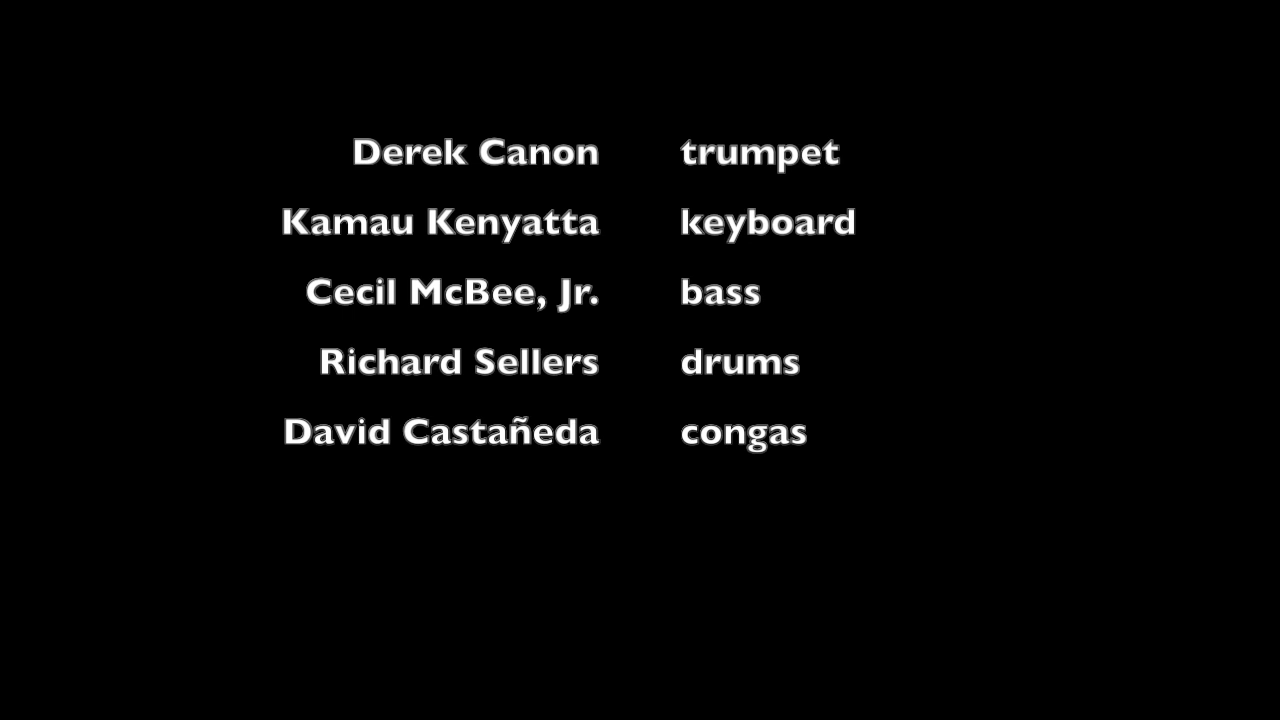 Derek Canon trumpet
Kamau Kenyatta keyboard
Cecil McBee, Jr. bass
Richard Sellers drums
David Castañeda congas